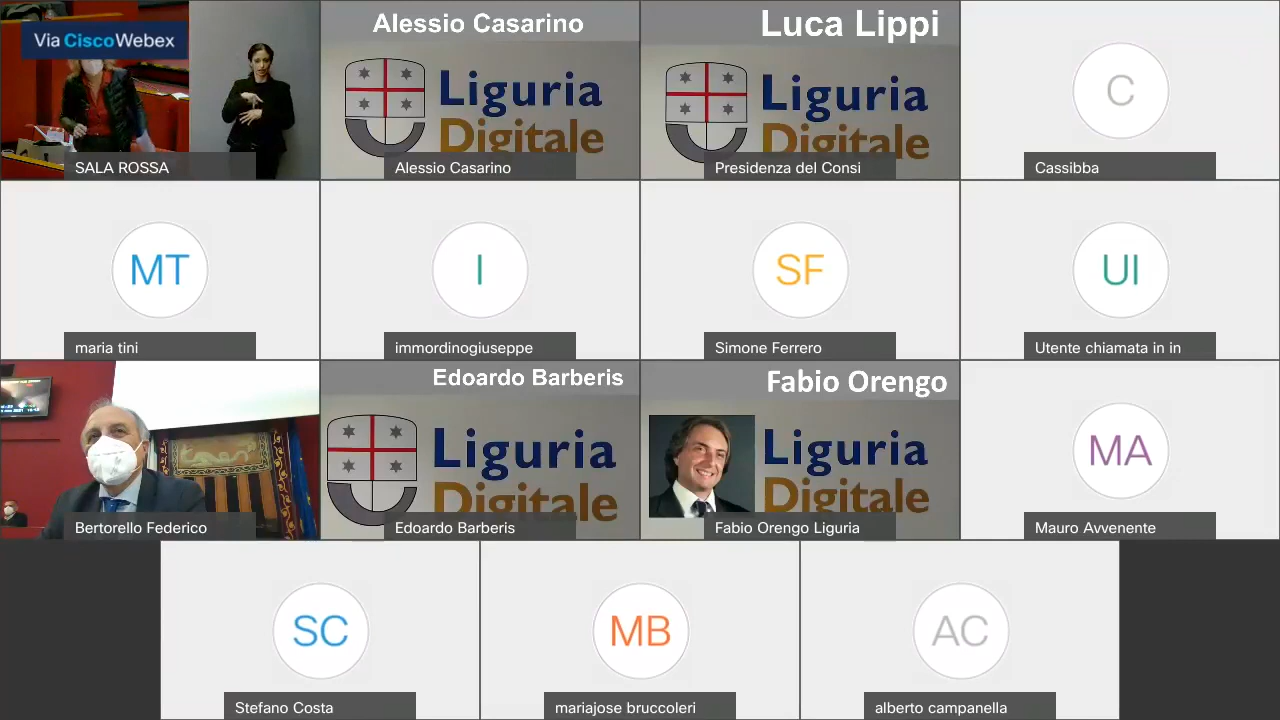 Via Cisco Webex
SALA ROSSA
Alessio Casarino
Liguria
Digitale
Alessio Casarino
Luca Lippi
Liguria
Digitale
Presidenza del Consi
C
Cassibba
MT
maria tini
I
immordinogiuseppe
SF
Simone Ferrero
UI
Utente chiamata in in
Bertorello Federico
Edoardo Barberis
Liguria
Digitale
Edoardo Barberis
Fabio Orengo
Liguria
Digitale
Fabio Orengo Liguria
MA
Mauro Avvenente
SC
Stefano Costa
MB
mariajose bruccoleri
AC
alberto campanella